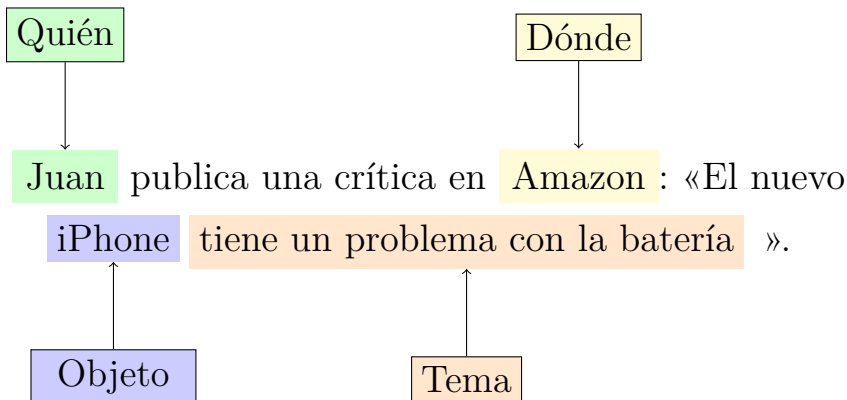 Quién
Dónde
Juan publica una crítica en Amazon : «El nuevo
iPhone tiene un problema con la batería ».
Objeto
Tema